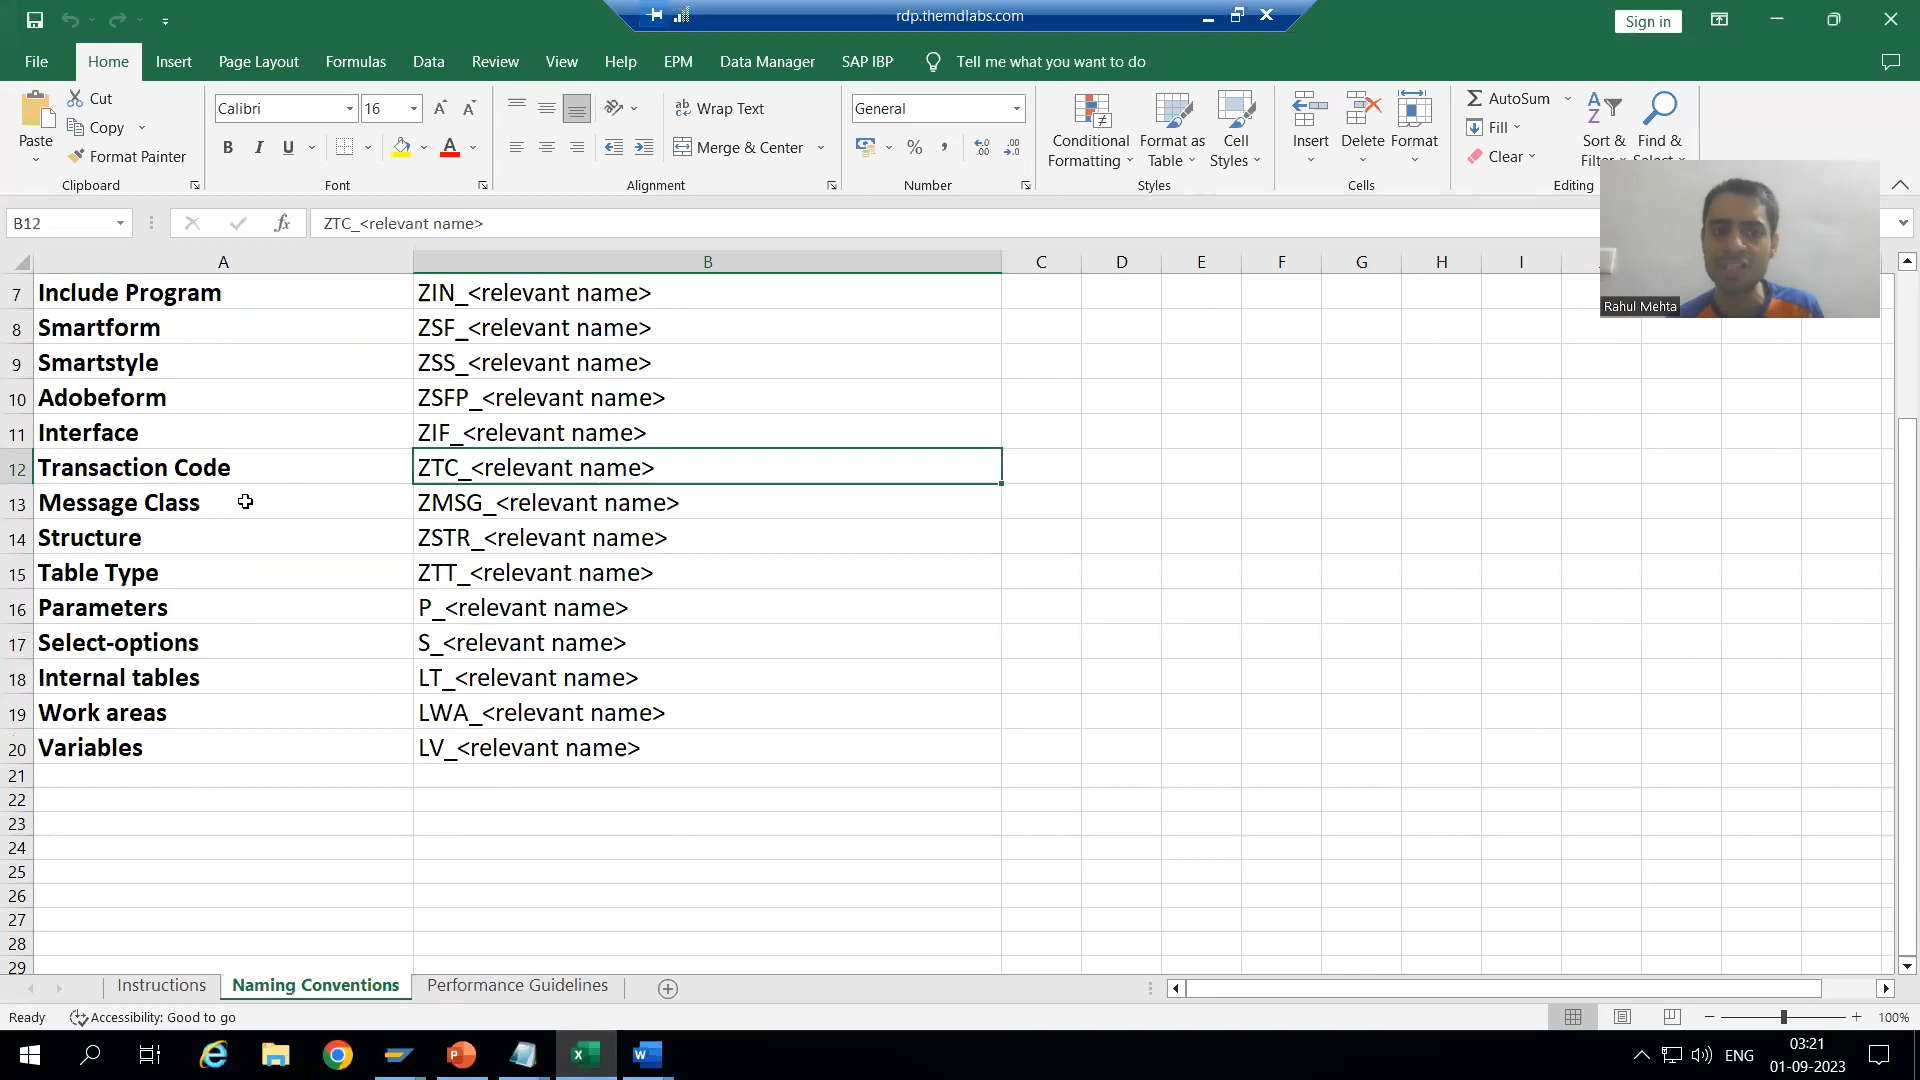 rdp.themdlabs.com
Sign in
File Home Insert Page Layout Formulas Data Review View Help EPM Data Manager SAP IBP Tell me what you want to do
Paste
Cut
Copy
Format Painter
Clipboard
Calibri 16
B I U
Font
Wrap Text
Merge & Center
Alignment
General
Number
Conditional Formatting
Format as Table
Cell Styles
Styles
Insert
Delete
Format
Cells
AutoSum
Fill
Clear
Sort & Filter
Find & Select
Editing
B12
fx
ZTC_<relevant name>
Rahul Mehta
A B C D E F G H I
7 Include Program ZIN_<relevant name>
8 Smartform ZSF_<relevant name>
9 Smartstyle ZSS_<relevant name>
10 Adobeform ZSFP_<relevant name>
11 Interface ZIF_<relevant name>
12 Transaction Code ZTC_<relevant name>
13 Message Class ZMSG_<relevant name>
14 Structure ZSTR_<relevant name>
15 Table Type ZTT_<relevant name>
16 Parameters P_<relevant name>
17 Select-options S_<relevant name>
18 Internal tables LT_<relevant name>
19 Work areas LWA_<relevant name>
20 Variables LV_<relevant name>
21
22
23
24
25
26
27
28
29
Instructions Naming Conventions Performance Guidelines
Ready Accessibility: Good to go 100%
ENG
03:21
01-09-2023